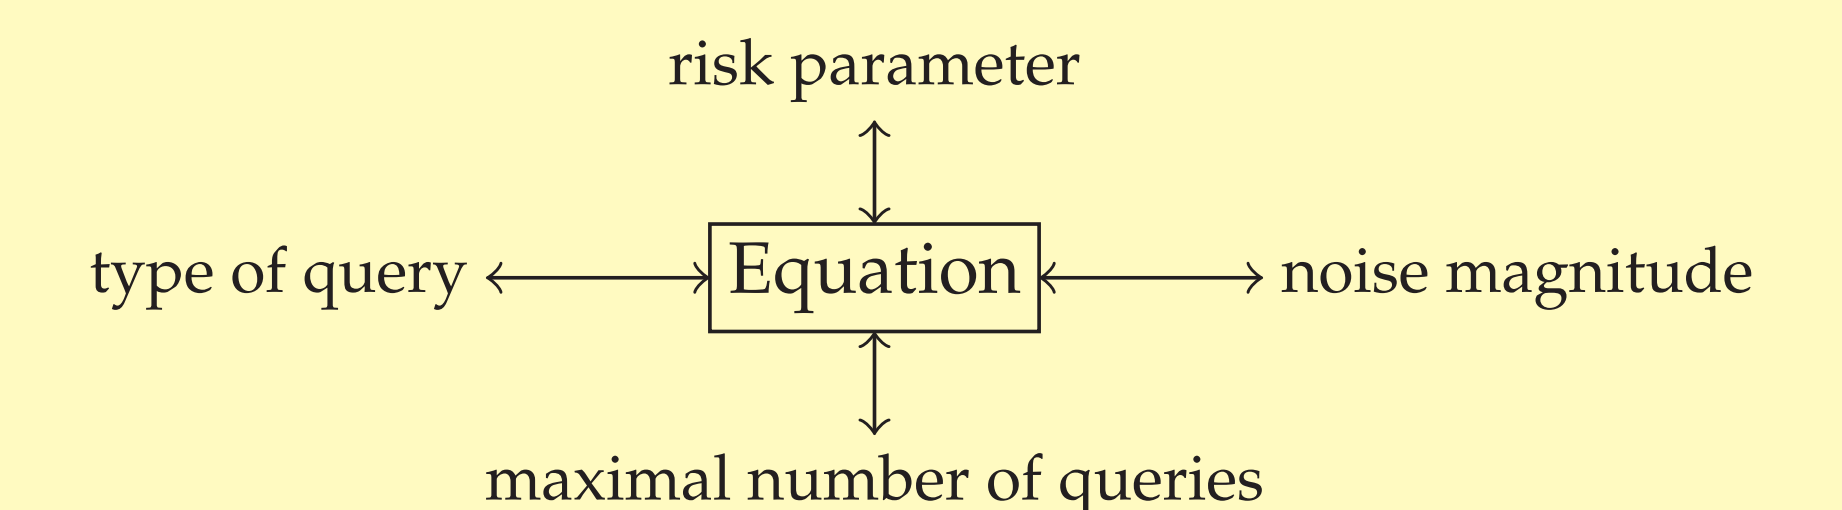 risk parameter
type of query
Equation
noise magnitude
maximal number of queries